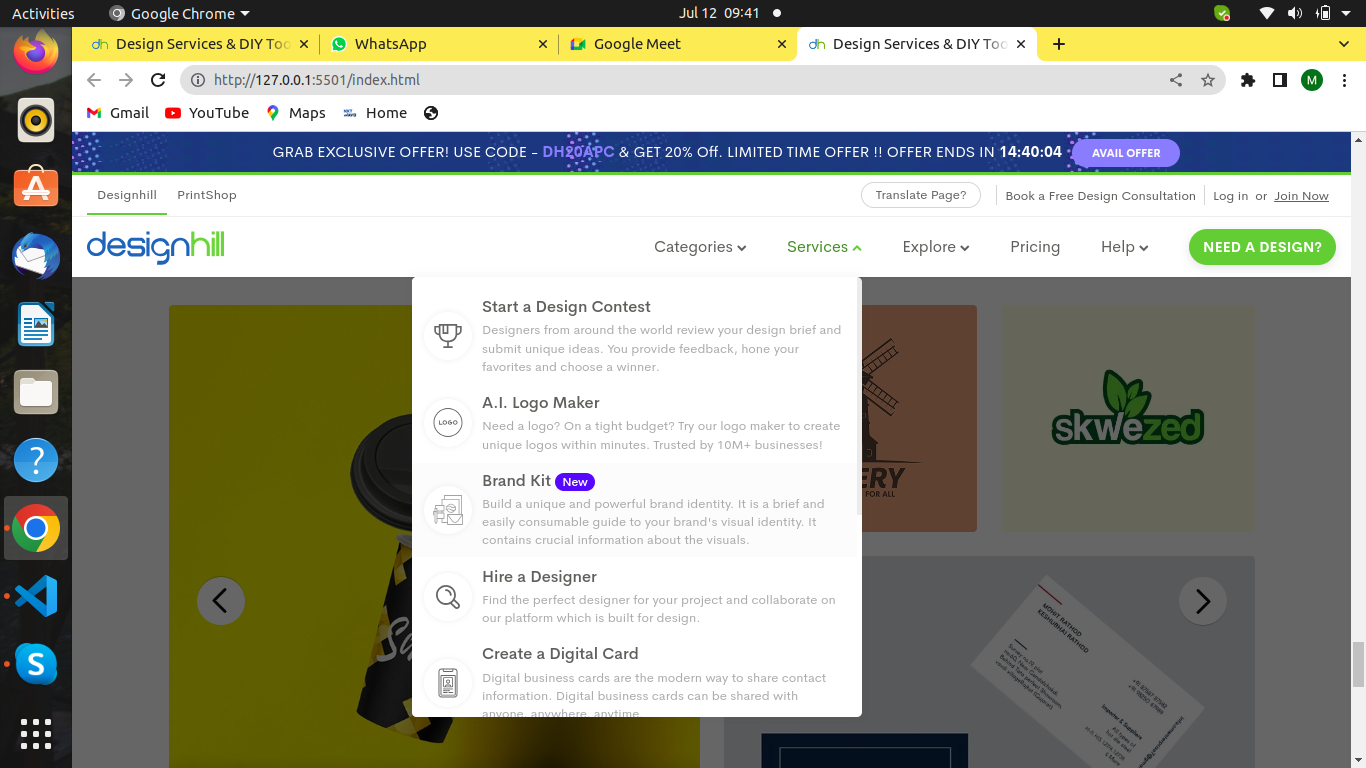 Activities
Google Chrome
Jul 12 09:41
Design Services & DIY Too
WhatsApp
Google Meet
Design Services & DIY Too
http://127.0.0.1:5501/index.html
M
Gmail
YouTube
Maps
Home
GRAB EXCLUSIVE OFFER! USE CODE - DH20APC & GET 20% Off. LIMITED TIME OFFER !! OFFER ENDS IN 14:40:04
AVAIL OFFER
Designhill
PrintShop
Translate Page?
Book a Free Design Consultation
Log in or Join Now
designhill
Categories
Services
Explore
Pricing
Help
NEED A DESIGN?
Start a Design Contest
Designers from around the world review your design brief and
submit unique ideas. You provide feedback, hone your
favorites and choose a winner.
LOGO
A.I. Logo Maker
Need a logo? On a tight budget? Try our logo maker to create
unique logos within minutes. Trusted by 10M+ businesses!
Brand Kit New
Build a unique and powerful brand identity. It is a brief and
easily consumable guide to your brand's visual identity. It
contains crucial information about the visuals.
Hire a Designer
Find the perfect designer for your project and collaborate on
our platform which is built for design.
Create a Digital Card
Digital business cards are the modern way to share contact
information. Digital business cards can be shared with
anyone, anywhere, anytime.
ERY
FOR ALL
skwezed
MOHIT RATHOD
KESHUBHAI RATHOD
Importer & Suppliers